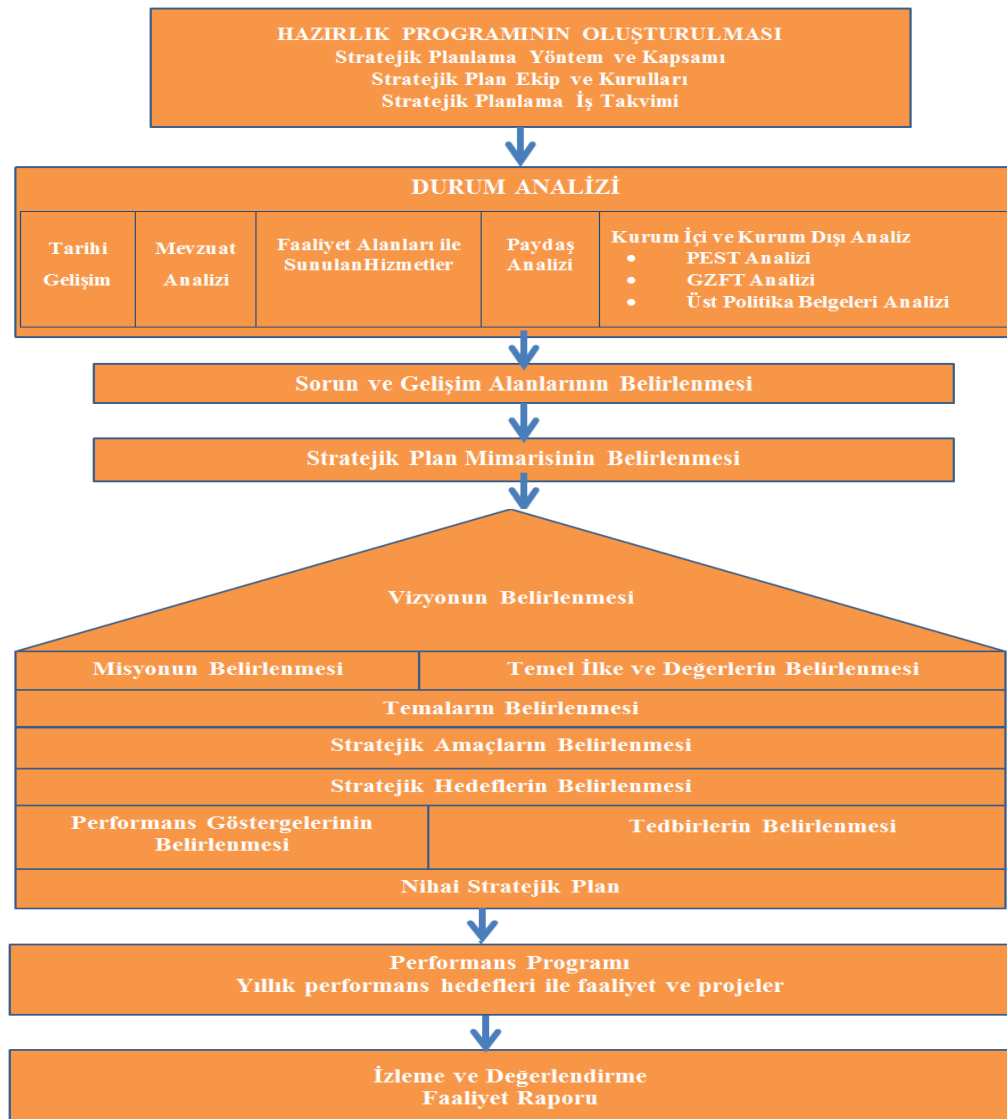 HAZIRLIK PROGRAMININ OLUŞTURULMASI
Stratejik Planlama Yöntem ve Kapsamı
Stratejik Plan Ekip ve Kurulları
Stratejik Planlama İş Takvimi
DURUM ANALİZİ
Tarihi
Gelişim
Mevzuat
Analizi
Faaliyet Alanları ile
Sunulan Hizmetler
Paydaş
Analizi
Kurum İçi ve Kurum Dışı Analiz
• PEST Analizi
• GZFT Analizi
• Üst Politika Belgeleri Analizi
Sorun ve Gelişim Alanlarının Belirlenmesi
Stratejik Plan Mimarisinin Belirlenmesi
Vizyonun Belirlenmesi
Misyonun Belirlenmesi
Temel İlke ve Değerlerin Belirlenmesi
Temaların Belirlenmesi
Stratejik Amaçların Belirlenmesi
Stratejik Hedeflerin Belirlenmesi
Performans Göstergelerinin
Belirlenmesi
Tedbirlerin Belirlenmesi
Nihai Stratejik Plan
Performans Programı
Yıllık performans hedefleri ile faaliyet ve projeler
İzleme ve Değerlendirme
Faaliyet Raporu